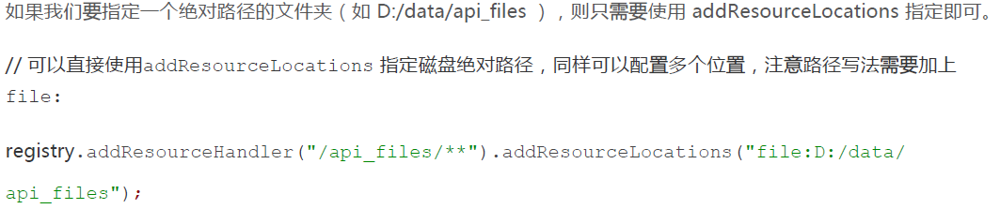 如果我们要指定一个绝对路径的文件夹（如 D:/data/api_files ），则只需要使用 addResourceLocations 指定即可。
// 可以直接使用addResourceLocations 指定磁盘绝对路径，同样可以配置多个位置，注意路径写法需要加上
file:
registry.addResourceHandler("/api_files/**").addResourceLocations("file:D:/data/
api_files");